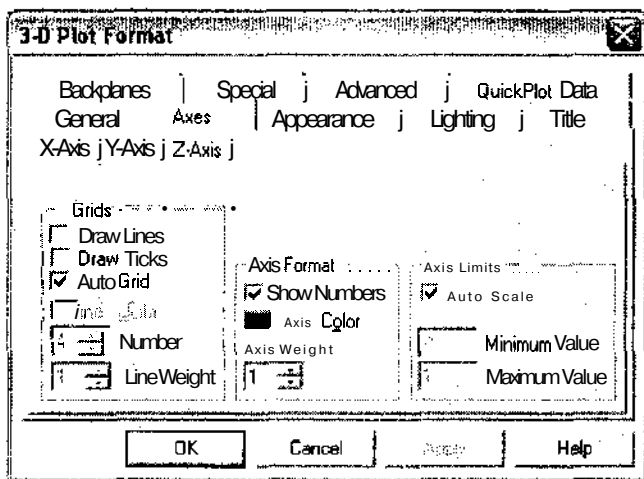 3-D Plot Format
Backplanes | Special j Advanced j QuickPlot Data
General Axes | Appearance j Lighting j Title
X-Axis j Y-Axis j Z-Axis j
Grids
Draw Lines
Draw Ticks
Auto Grid
4 Number
Line Weight
Axis Format
Show Numbers
Axis Color
Axis Weight
1
Axis Limits
Auto Scale
Minimum Value
Maximum Value
OK Cancel Apply Help